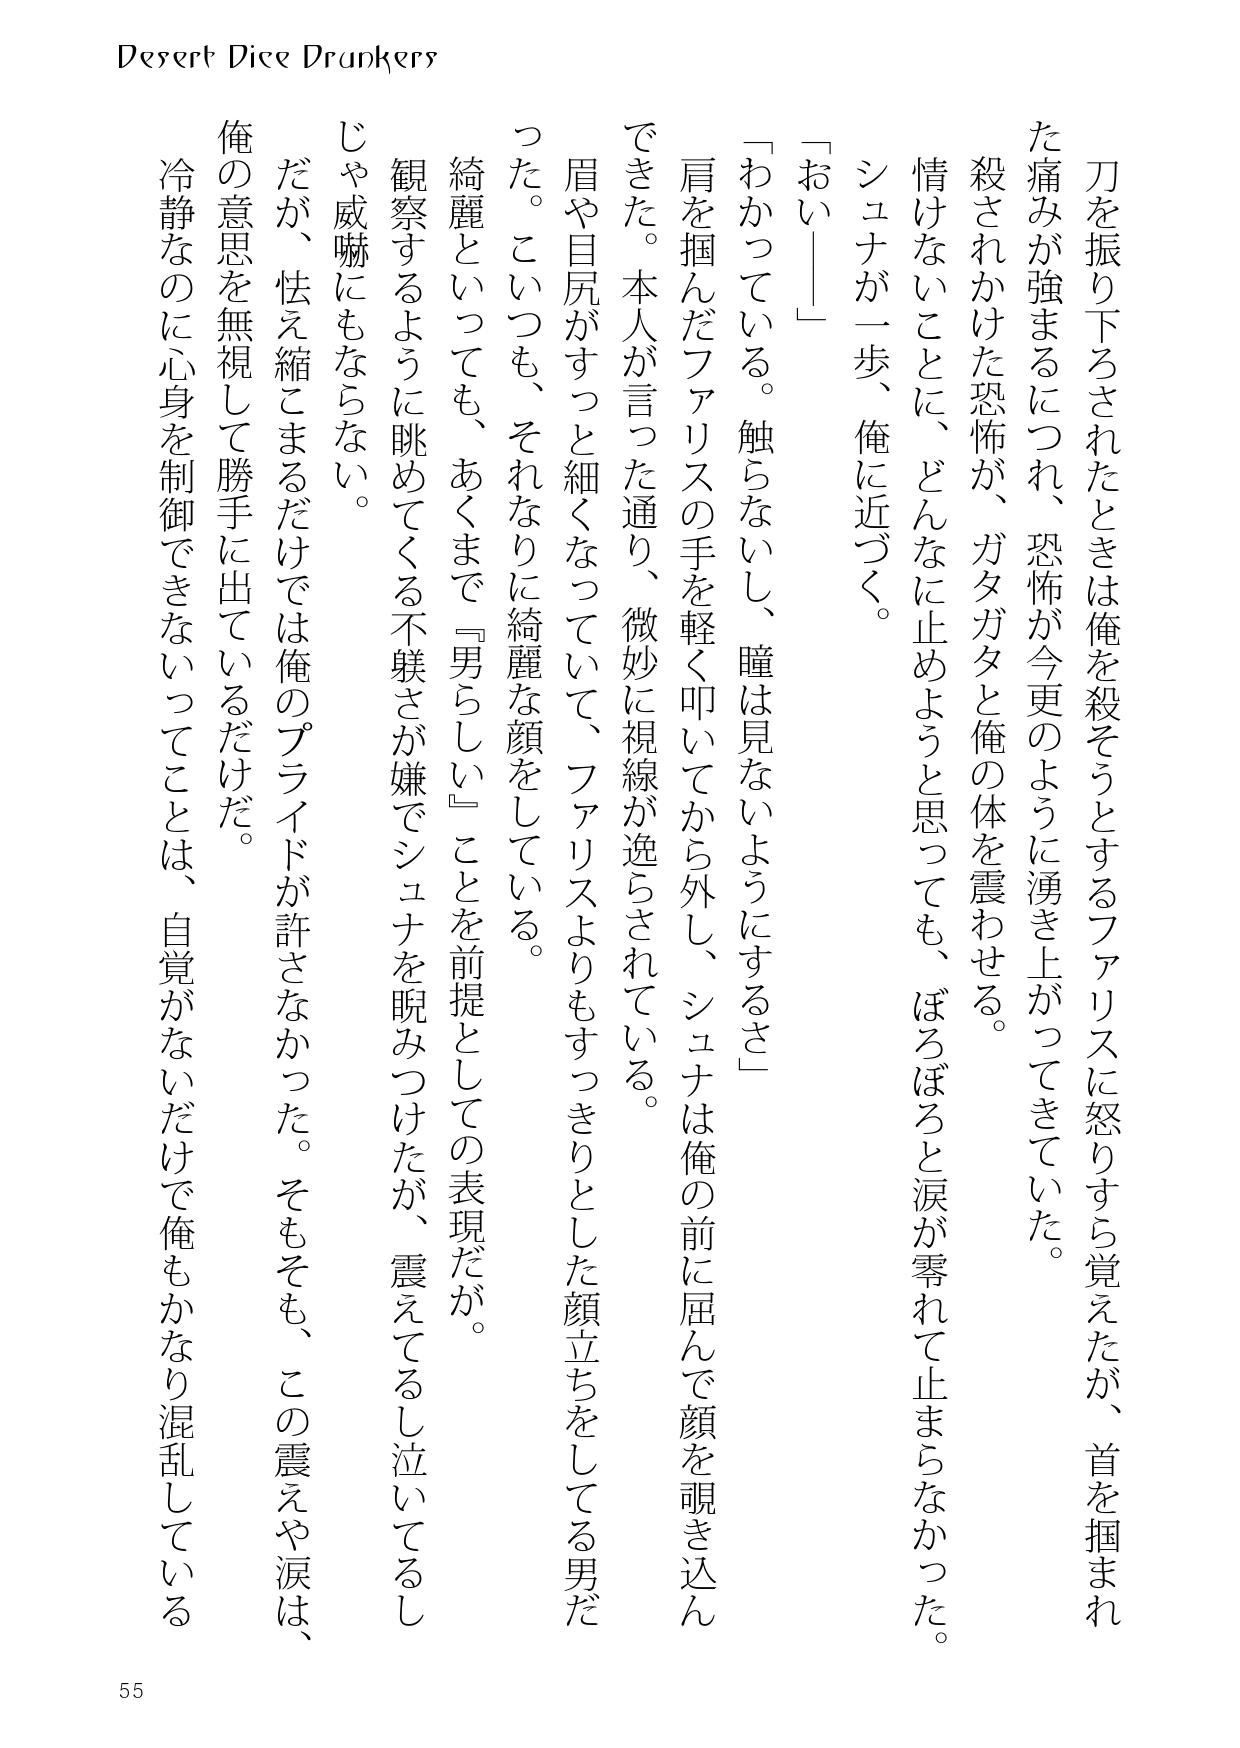 Desert Dice Drunkers
　刀を振り下ろされたときは俺を殺そうとするファリスに怒りすら覚えたが、首を掴まれ
た痛みが強まるにつれ、恐怖が今更のように湧き上がってきていた。
　殺されかけた恐怖が、ガタガタと俺の体を震わせる。
　情けないことに、どんなに止めようと思っても、ぼろぼろと涙が零れて止まらなかった。
　シュナが一歩、俺に近づく。
「おい――」
「わかっている。触らないし、瞳は見ないようにするさ」
　肩を掴んだファリスの手を軽く叩いてから外し、シュナは俺の前に屈んで顔を覗き込ん
できた。本人が言った通り、微妙に視線が逸らされている。
　眉や目尻がすっと細くなっていて、ファリスよりもすっきりとした顔立ちをしてる男だ
った。こいつも、それなりに綺麗な顔をしている。
　綺麗といっても、あくまで『男らしい』ことを前提としての表現だが。
　観察するように眺めてくる不躾さが嫌でシュナを睨みつけたが、震えてるし泣いてるし
じゃ威嚇にもならない。
　だが、怯え縮こまるだけでは俺のプライドが許さなかった。そもそも、この震えや涙は、
俺の意思を無視して勝手に出ているだけだ。
　冷静なのに心身を制御できないってことは、自覚がないだけで俺もかなり混乱している
55